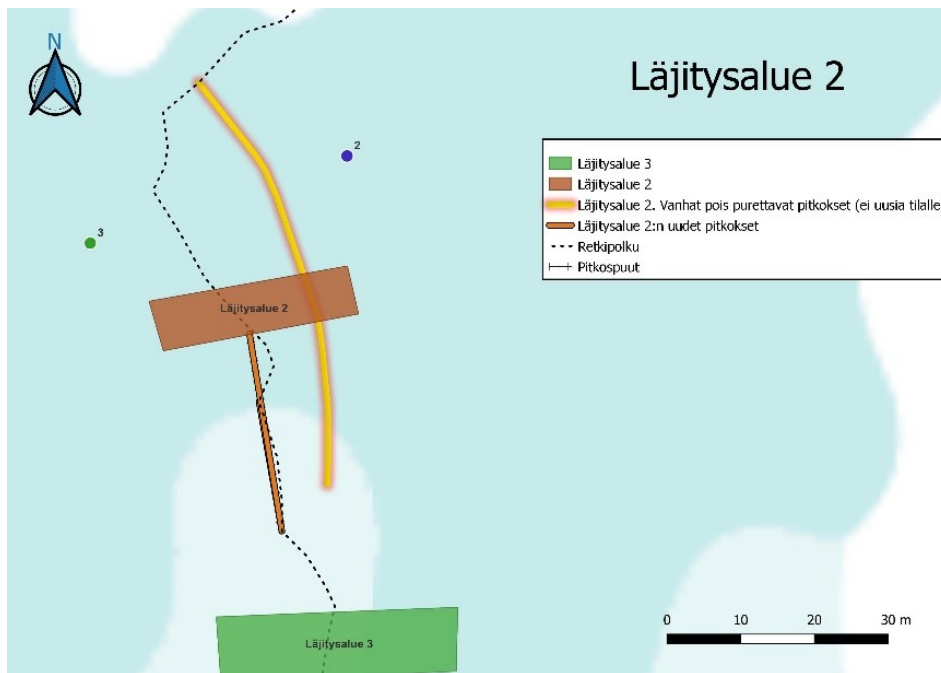 N
Läjitysalue 2
2
3
Läjitysalue 3
Läjitysalue 2
Läjitysalue 2. Vanhat pois purettavat pitkokset (ei uusia tilalle
Läjitysalue 2:n uudet pitkokset
Retkipolku
Pitkospuut
Läjitysalue 2
Läjitysalue 3
0 10 20 30 m